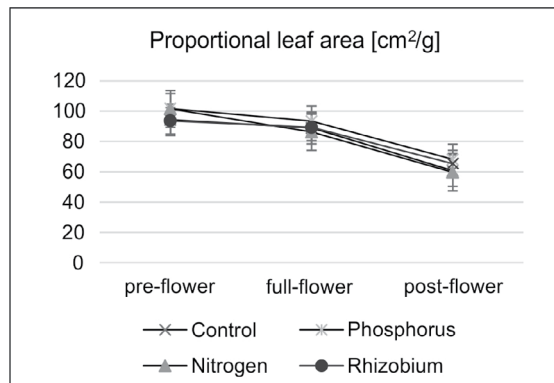 Proportional leaf area [cm²/g]
120
100
80
60
40
20
0
pre-flower full-flower post-flower
Control Phosphorus
Nitrogen Rhizobium